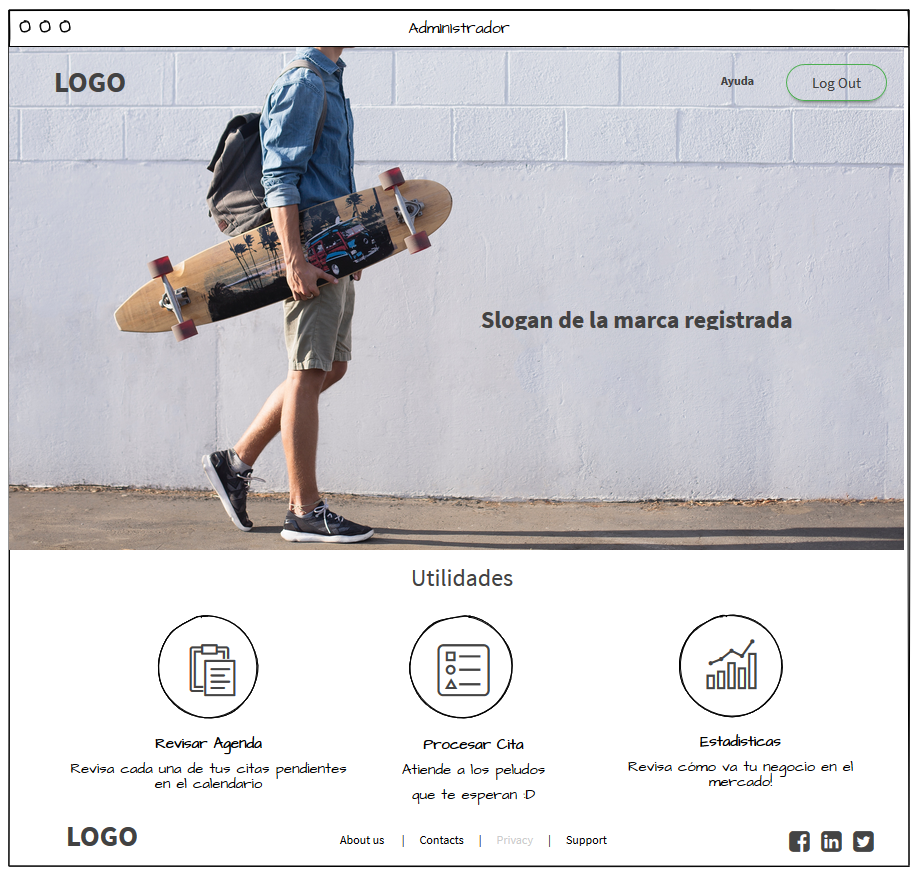 Administrador
LOGO
Ayuda
Log Out
Slogan de la marca registrada
Utilidades
Revisar Agenda
Revisa cada una de tus citas pendientes
en el calendario
Procesar Cita
Atiende a los peludos
que te esperan :D
Estadisticas
Revisa cómo va tu negocio en el
mercado!
LOGO
About us | Contacts | Privacy | Support